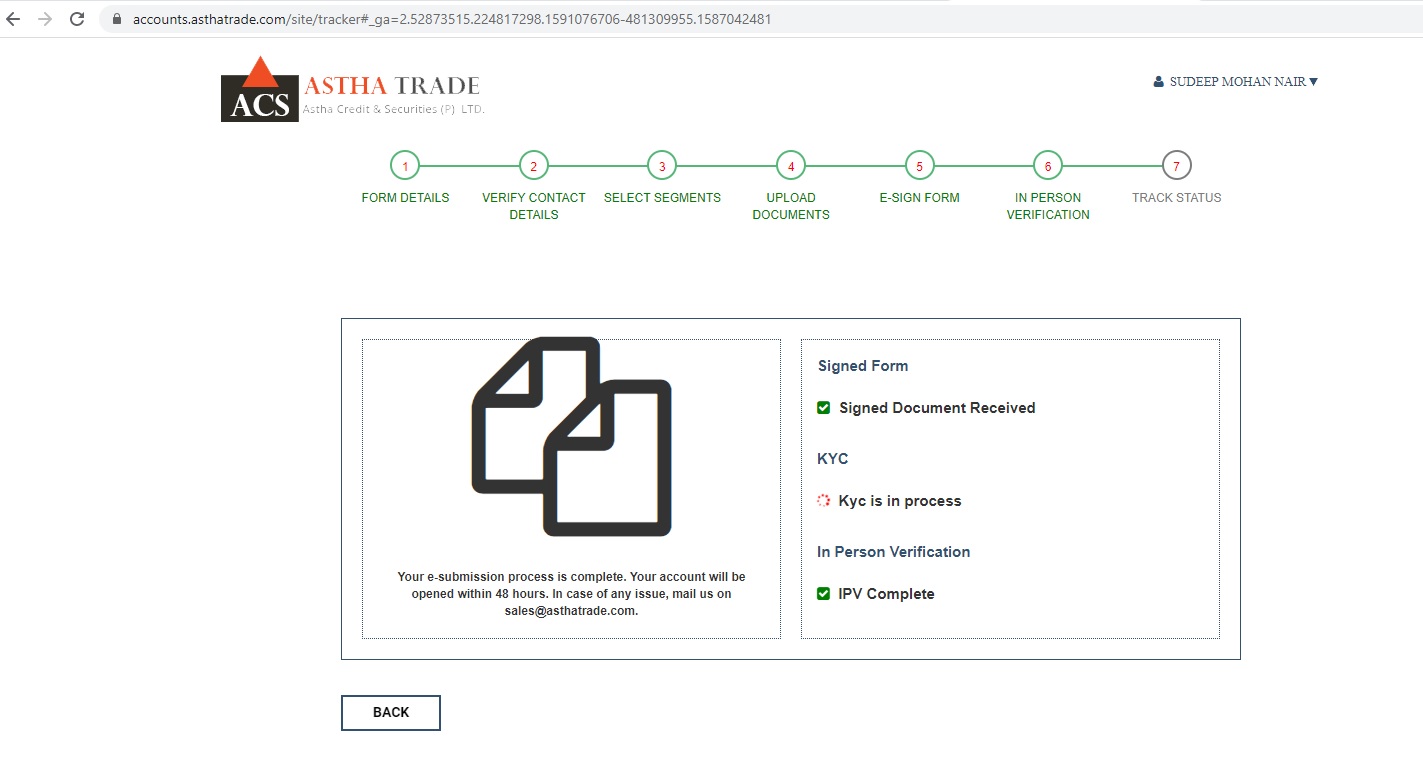 accounts.asthatrade.com/site/tracker#_ga=2.52873515.224817298.1591076706-481309955.1587042481
ACS
ASTHA TRADE
Astha Credit & Securities (P) LTD.
SUDEEP MOHAN NAIR
1 2 3 4 5 6 7
FORM DETAILS
VERIFY CONTACT
DETAILS
SELECT SEGMENTS
UPLOAD
DOCUMENTS
E-SIGN FORM
IN PERSON
VERIFICATION
TRACK STATUS
Your e-submission process is complete. Your account will be
opened within 48 hours. In case of any issue, mail us on
sales@asthatrade.com.
Signed Form
Signed Document Received
KYC
Kyc is in process
In Person Verification
IPV Complete
BACK